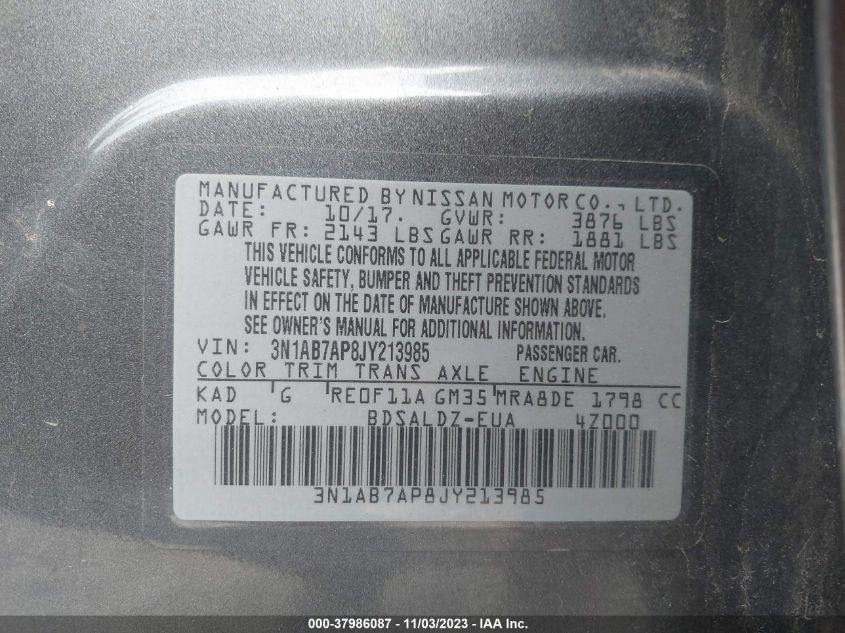 MANUFACTURED BY NISSAN MOTOR CO., LTD.
DATE: 10/17. GVWR: 3876 LBS
GAWR FR: 2143 LBS GAWR RR: 1881 LBS
THIS VEHICLE CONFORMS TO ALL APPLICABLE FEDERAL MOTOR
VEHICLE SAFETY, BUMPER AND THEFT PREVENTION STANDARDS
IN EFFECT ON THE DATE OF MANUFACTURE SHOWN ABOVE.
SEE OWNER'S MANUAL FOR ADDITIONAL INFORMATION.
VIN: 3N1AB7AP8JY213985 PASSENGER CAR.
COLOR TRIM TRANS AXLE ENGINE
KAD G RE0F11A GM35 MRA8DE 1798 CC
MODEL: BDSALDZ-EUA 4Z000
3N1AB7AP8JY213985
000-37986087 - 11/03/2023 - IAA Inc.